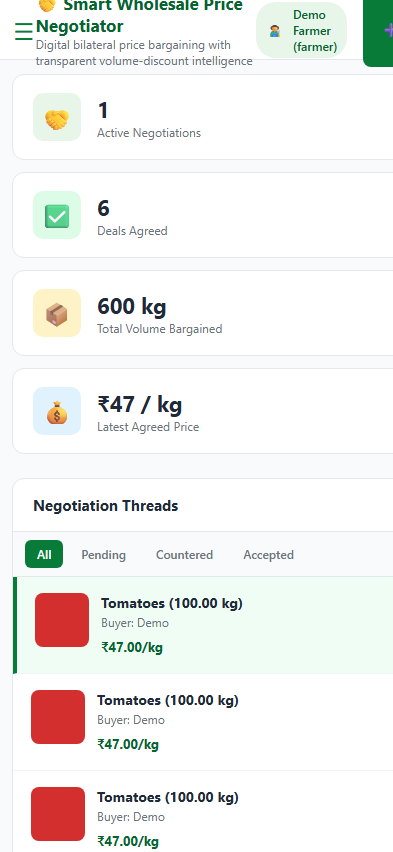 Smart Wholesale Price
Negotiator
Digital bilateral price bargaining with
transparent volume-discount intelligence
Demo
Farmer
(farmer)
1
Active Negotiations
6
Deals Agreed
600 kg
Total Volume Bargained
₹47 / kg
Latest Agreed Price
Negotiation Threads
All Pending Countered Accepted
Tomatoes (100.00 kg)
Buyer: Demo
₹47.00/kg
Tomatoes (100.00 kg)
Buyer: Demo
₹47.00/kg
Tomatoes (100.00 kg)
Buyer: Demo
₹47.00/kg